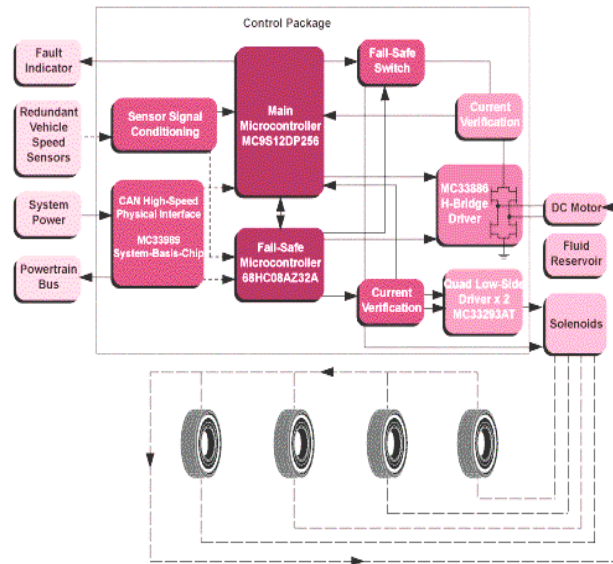 Control Package
Fault
Indicator
Redundant
Vehicle
Speed
Sensors
System
Power
Powertrain
Bus
Sensor Signal
Conditioning
CAN High-Speed
Physical Interface
MC33989
System-Basis-Chip
Main
Microcontroller
MC9S12DP256
Fail-Safe
Microcontroller
68HC08AZ32A
Fail-Safe
Switch
Current
Verification
MC33886
H-Bridge
Driver
Current
Verification
Quad Low-Side
Driver x 2
MC33293AT
DC Motor
Fluid
Reservoir
Solenoids